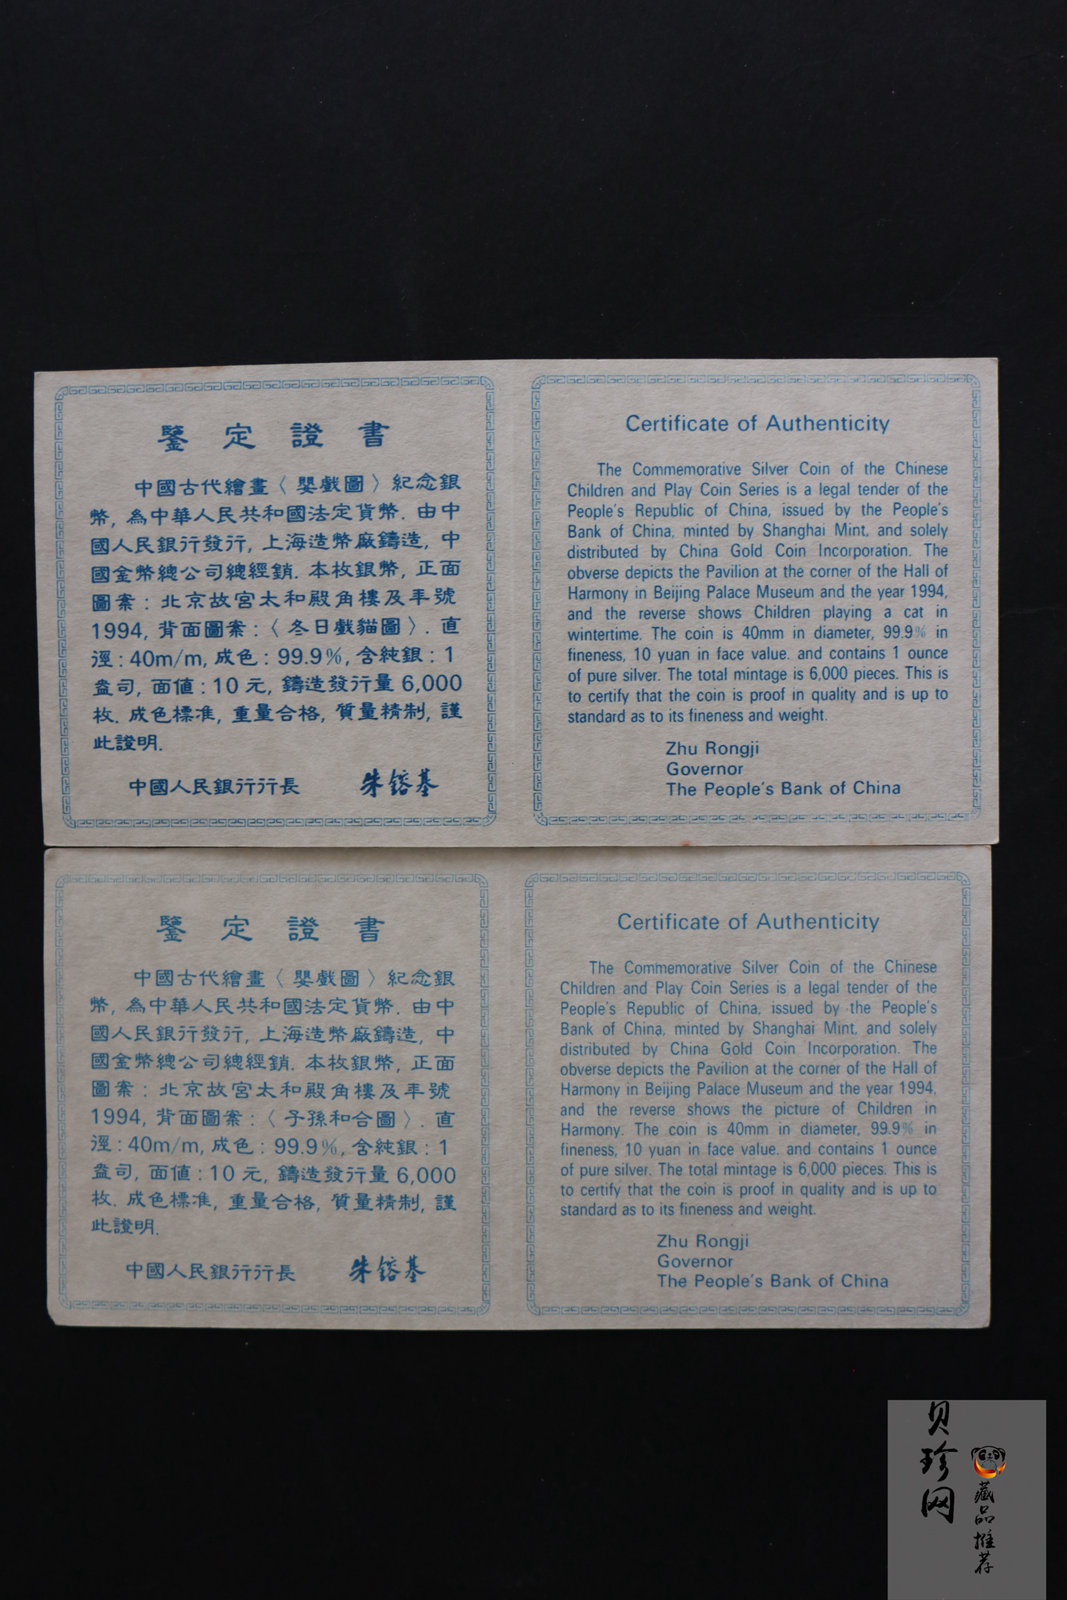 鑒定證書
中國古代繪畫〈嬰戲圖〉紀念銀
幣, 為中華人民共和國法定貨幣. 由中
國人民銀行發行, 上海造幣廠鑄造, 中
國金幣總公司總經銷. 本枚銀幣, 正面
圖案: 北京故宮太和殿角樓及年號
1994, 背面圖案:〈冬日戲貓圖〉. 直
徑: 40m/m, 成色: 99.9%, 含純銀: 1
盎司, 面值: 10元, 鑄造發行量 6,000
枚. 成色標准, 重量合格, 質量精制, 謹
此證明.
中國人民銀行行長 朱鎔基
Certificate of Authenticity
The Commemorative Silver Coin of the Chinese
Children and Play Coin Series is a legal tender of the
People's Republic of China, issued by the People's
Bank of China, minted by Shanghai Mint, and solely
distributed by China Gold Coin Incorporation. The
obverse depicts the Pavilion at the corner of the Hall of
Harmony in Beijing Palace Museum and the year 1994,
and the reverse shows Children playing a cat in
wintertime. The coin is 40mm in diameter, 99.9% in
fineness, 10 yuan in face value. and contains 1 ounce
of pure silver. The total mintage is 6,000 pieces. This is
to certify that the coin is proof in quality and is up to
standard as to its fineness and weight.
Zhu Rongji
Governor
The People's Bank of China
鑒定證書
中國古代繪畫〈嬰戲圖〉紀念銀
幣, 為中華人民共和國法定貨幣. 由中
國人民銀行發行, 上海造幣廠鑄造, 中
國金幣總公司總經銷. 本枚銀幣, 正面
圖案: 北京故宮太和殿角樓及年號
1994, 背面圖案:〈子孫和合圖〉. 直
徑: 40m/m, 成色: 99.9%, 含純銀: 1
盎司, 面值: 10元, 鑄造發行量 6,000
枚. 成色標准, 重量合格, 質量精制, 謹
此證明.
中國人民銀行行長 朱鎔基
Certificate of Authenticity
The Commemorative Silver Coin of the Chinese
Children and Play Coin Series is a legal tender of the
People's Republic of China, issued by the People's
Bank of China, minted by Shanghai Mint, and solely
distributed by China Gold Coin Incorporation. The
obverse depicts the Pavilion at the corner of the Hall of
Harmony in Beijing Palace Museum and the year 1994,
and the reverse shows the picture of Children in
Harmony. The coin is 40mm in diameter, 99.9% in
fineness, 10 yuan in face value. and contains 1 ounce
of pure silver. The total mintage is 6,000 pieces. This is
to certify that the coin is proof in quality and is up to
standard as to its fineness and weight.
Zhu Rongji
Governor
The People's Bank of China
贝珍网
藏品推荐